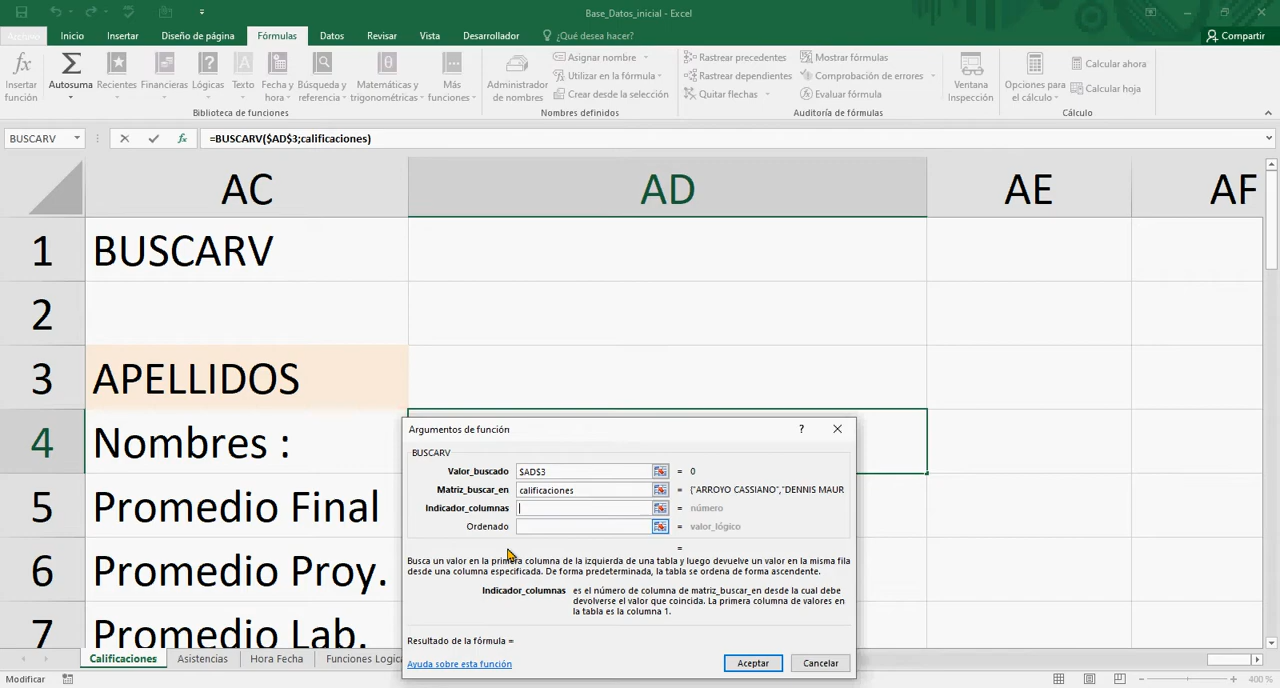 Base_Datos_inicial - Excel
Archivo Inicio Insertar Diseño de página Fórmulas Datos Revisar Vista Desarrollador ¿Qué desea hacer? Compartir
Insertar función
Autosuma
Recientes
Financieras
Lógicas
Texto
Fecha y hora
Búsqueda y referencia
Matemáticas y trigonométricas
Más funciones
Biblioteca de funciones
Administrador de nombres
Asignar nombre
Utilizar en la fórmula
Crear desde la selección
Nombres definidos
Rastrear precedentes
Rastrear dependientes
Quitar flechas
Mostrar fórmulas
Comprobación de errores
Evaluar fórmula
Auditoría de fórmulas
Ventana Inspección
Opciones para el cálculo
Calcular ahora
Calcular hoja
Cálculo
BUSCARV fx =BUSCARV($AD$3;calificaciones)
AC AD AE AF
1 BUSCARV
2
3 APELLIDOS
4 Nombres :
5 Promedio Final
6 Promedio Proy.
7 Promedio Lab.
Argumentos de función ?
BUSCARV
Valor_buscado $AD$3 = 0
Matriz_buscar_en calificaciones = {"ARROYO CASSIANO","DENNIS MAUR
Indicador_columnas = número
Ordenado = valor_lógico
=
Busca un valor en la primera columna de la izquierda de una tabla y luego devuelve un valor en la misma fila
desde una columna especificada. De forma predeterminada, la tabla se ordena de forma ascendente.
Indicador_columnas es el número de columna de matriz_buscar_en desde la cual debe
devolverse el valor que coincida. La primera columna de valores en
la tabla es la columna 1.
Resultado de la fórmula =
Ayuda sobre esta función Aceptar Cancelar
Calificaciones Asistencias Hora Fecha Funciones Logica
Modificar 400 %